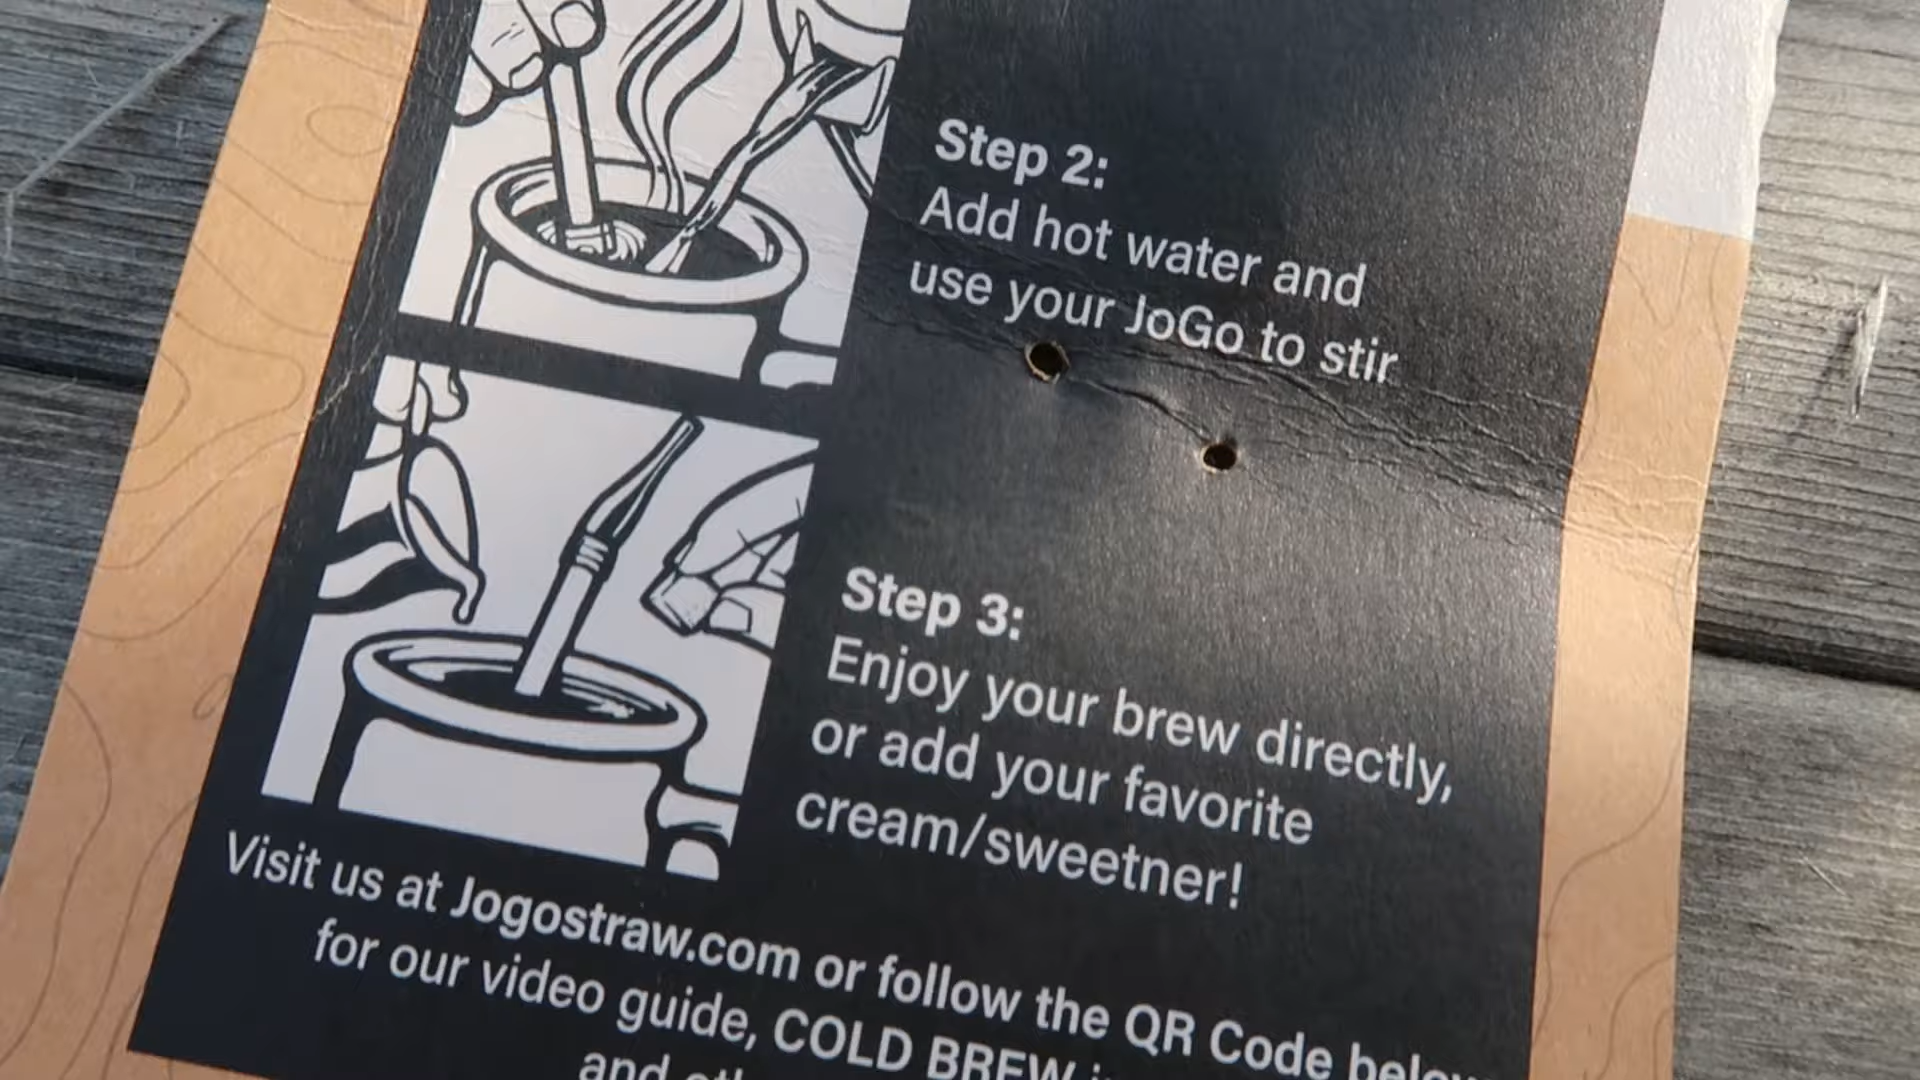 Step 2:
Add hot water and
use your JoGo to stir
Step 3:
Enjoy your brew directly,
or add your favorite
cream/sweetner!
Visit us at Jogostraw.com or follow the QR Code below
for our video guide, COLD BREW
and